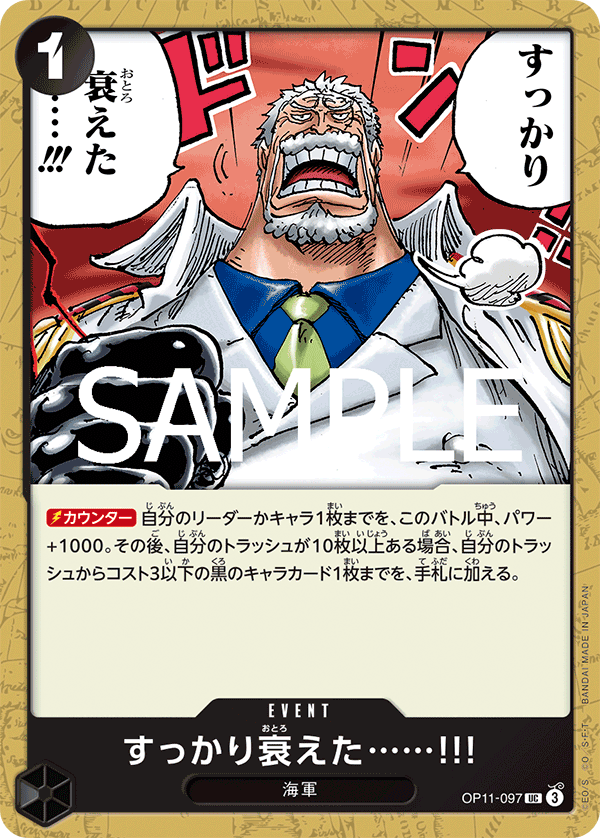 1
すっかり
衰えた
……!!!
ドン
SAMPLE
カウンター 自分のリーダーかキャラ1枚までを、このバトル中、パワー
+1000。その後、自分のトラッシュが10枚以上ある場合、自分のトラッ
シュからコスト3以下の黒のキャラカード1枚までを、手札に加える。
EVENT
すっかり衰えた……!!!
海軍
OP11-097 UC 3
BANDAI MADE IN JAPAN